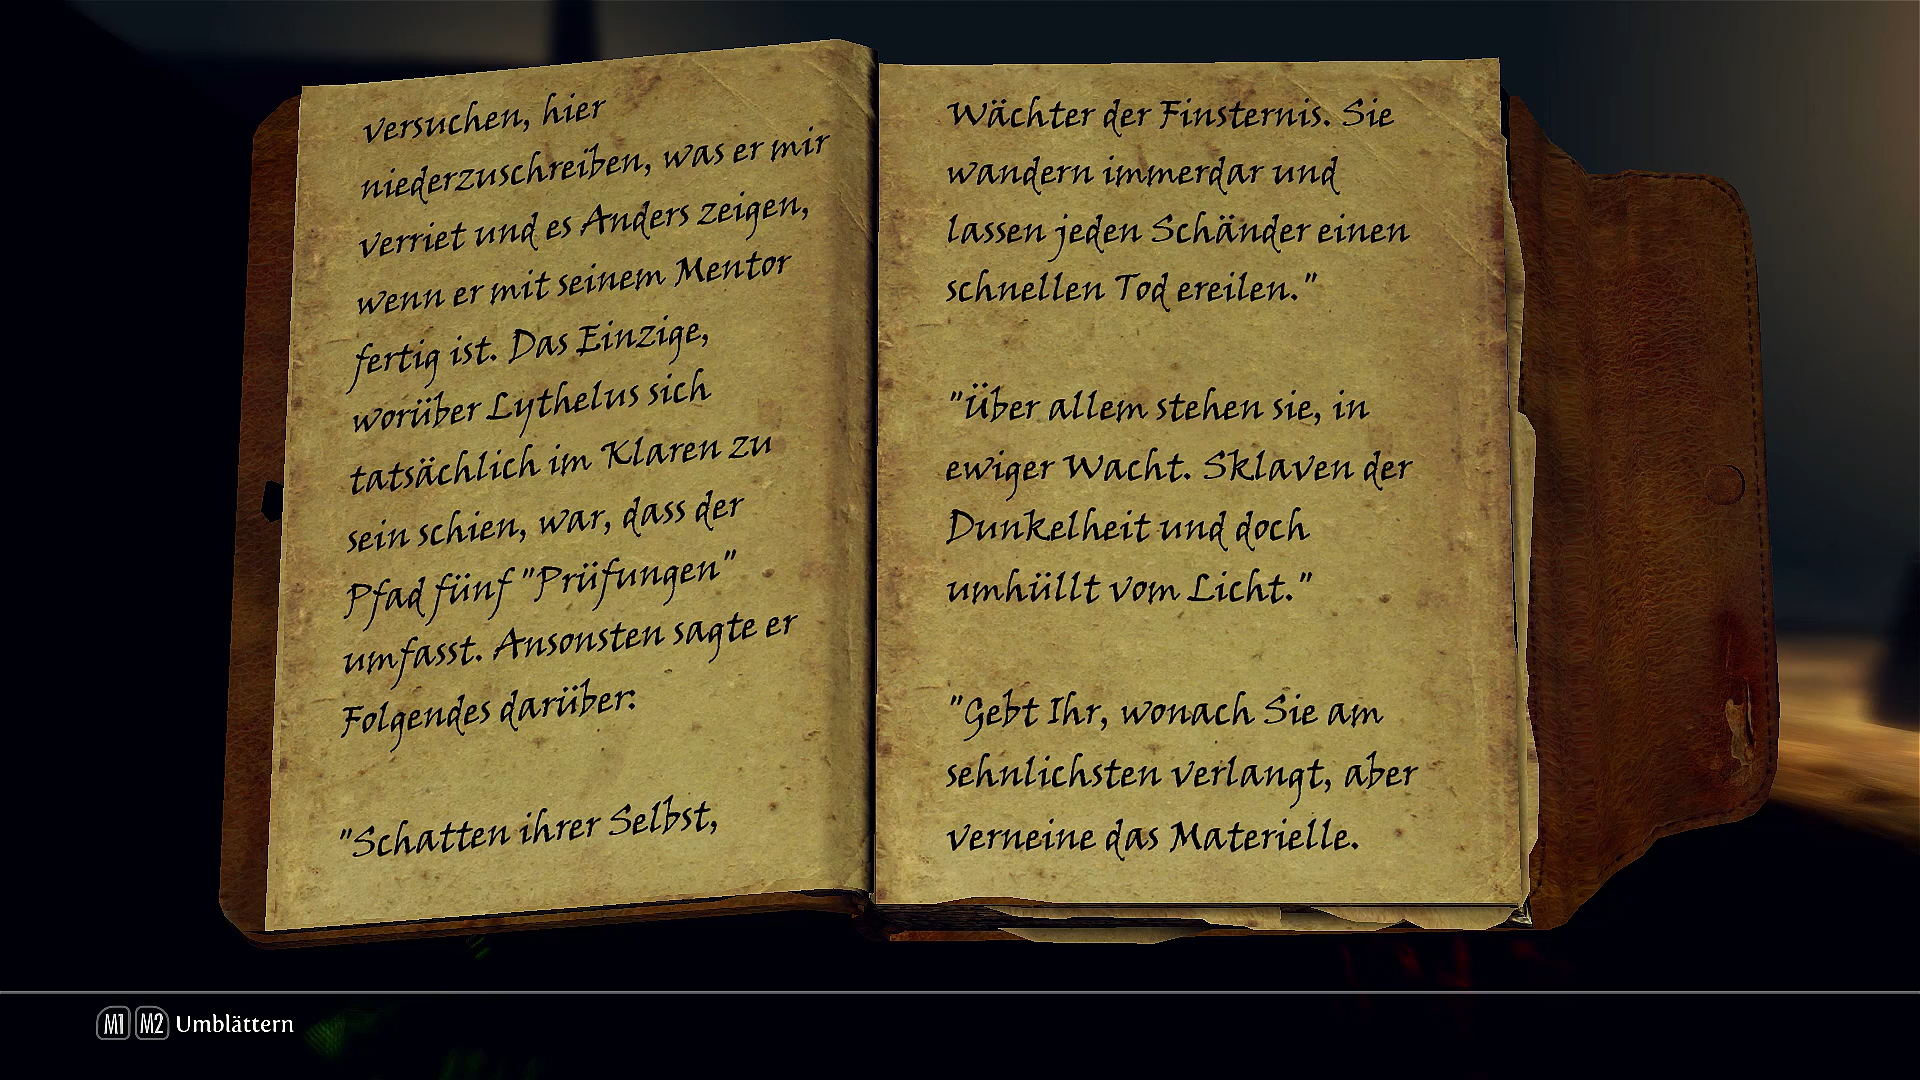 versuchen, hier
niederzuschreiben, was er mir
verriet und es Anders zeigen,
wenn er mit seinem Mentor
fertig ist. Das Einzige,
worüber Lythelus sich
tatsächlich im Klaren zu
sein schien, war, dass der
Pfad fünf "Prüfungen"
umfasst. Ansonsten sagte er
Folgendes darüber:
"Schatten ihrer Selbst,
Wächter der Finsternis. Sie
wandern immerdar und
lassen jeden Schänder einen
schnellen Tod ereilen."
"Über allem stehen sie, in
ewiger Wacht. Sklaven der
Dunkelheit und doch
umhüllt vom Licht."
"Gebt Ihr, wonach Sie am
sehnlichsten verlangt, aber
verneine das Materielle.
M1 M2 Umblättern